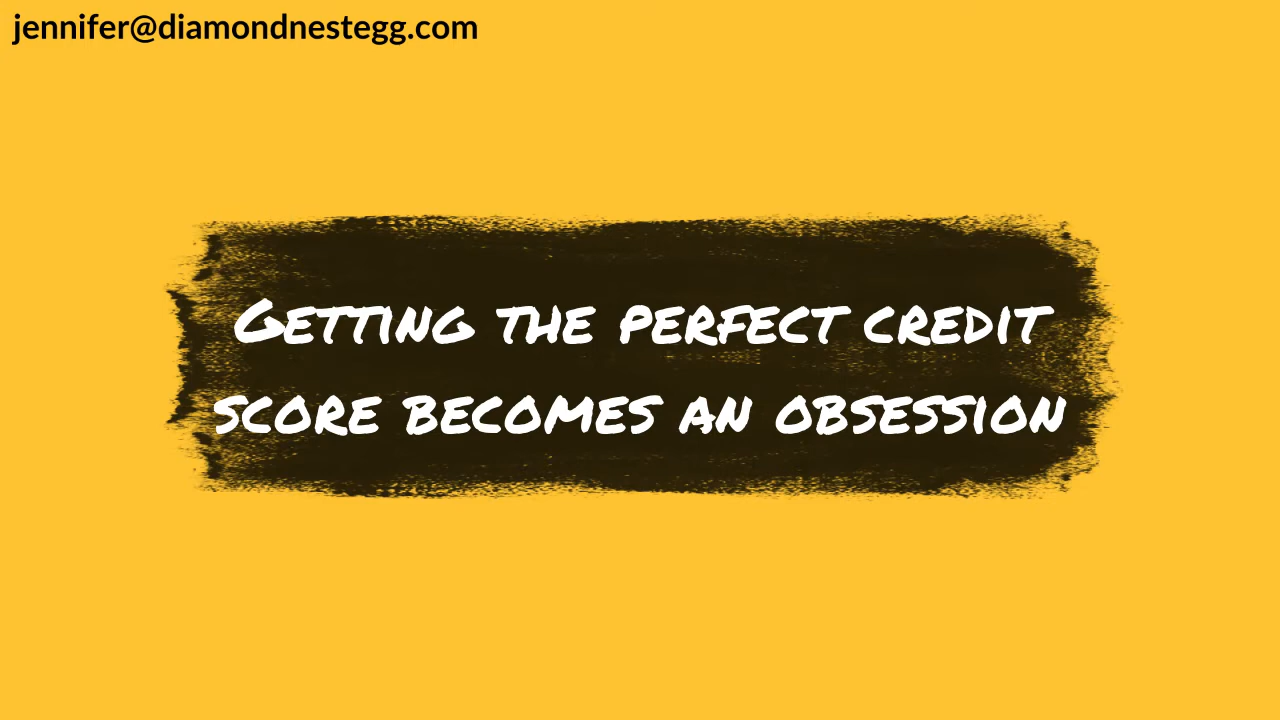 jennifer@diamondnestegg.com
Getting the perfect credit
score becomes an obsession